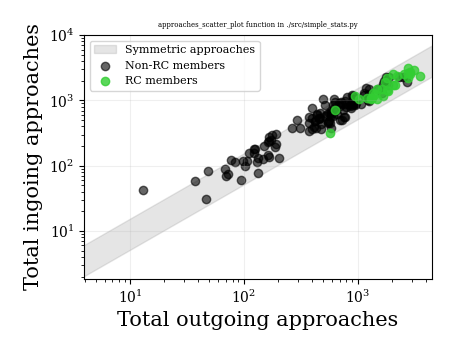 approaches_scatter_plot function in ./src/simple_stats.py
Symmetric approaches
Non-RC members
RC members
Total ingoing approaches
10^4
10^3
10^2
10^1
10^1
10^2
10^3
Total outgoing approaches